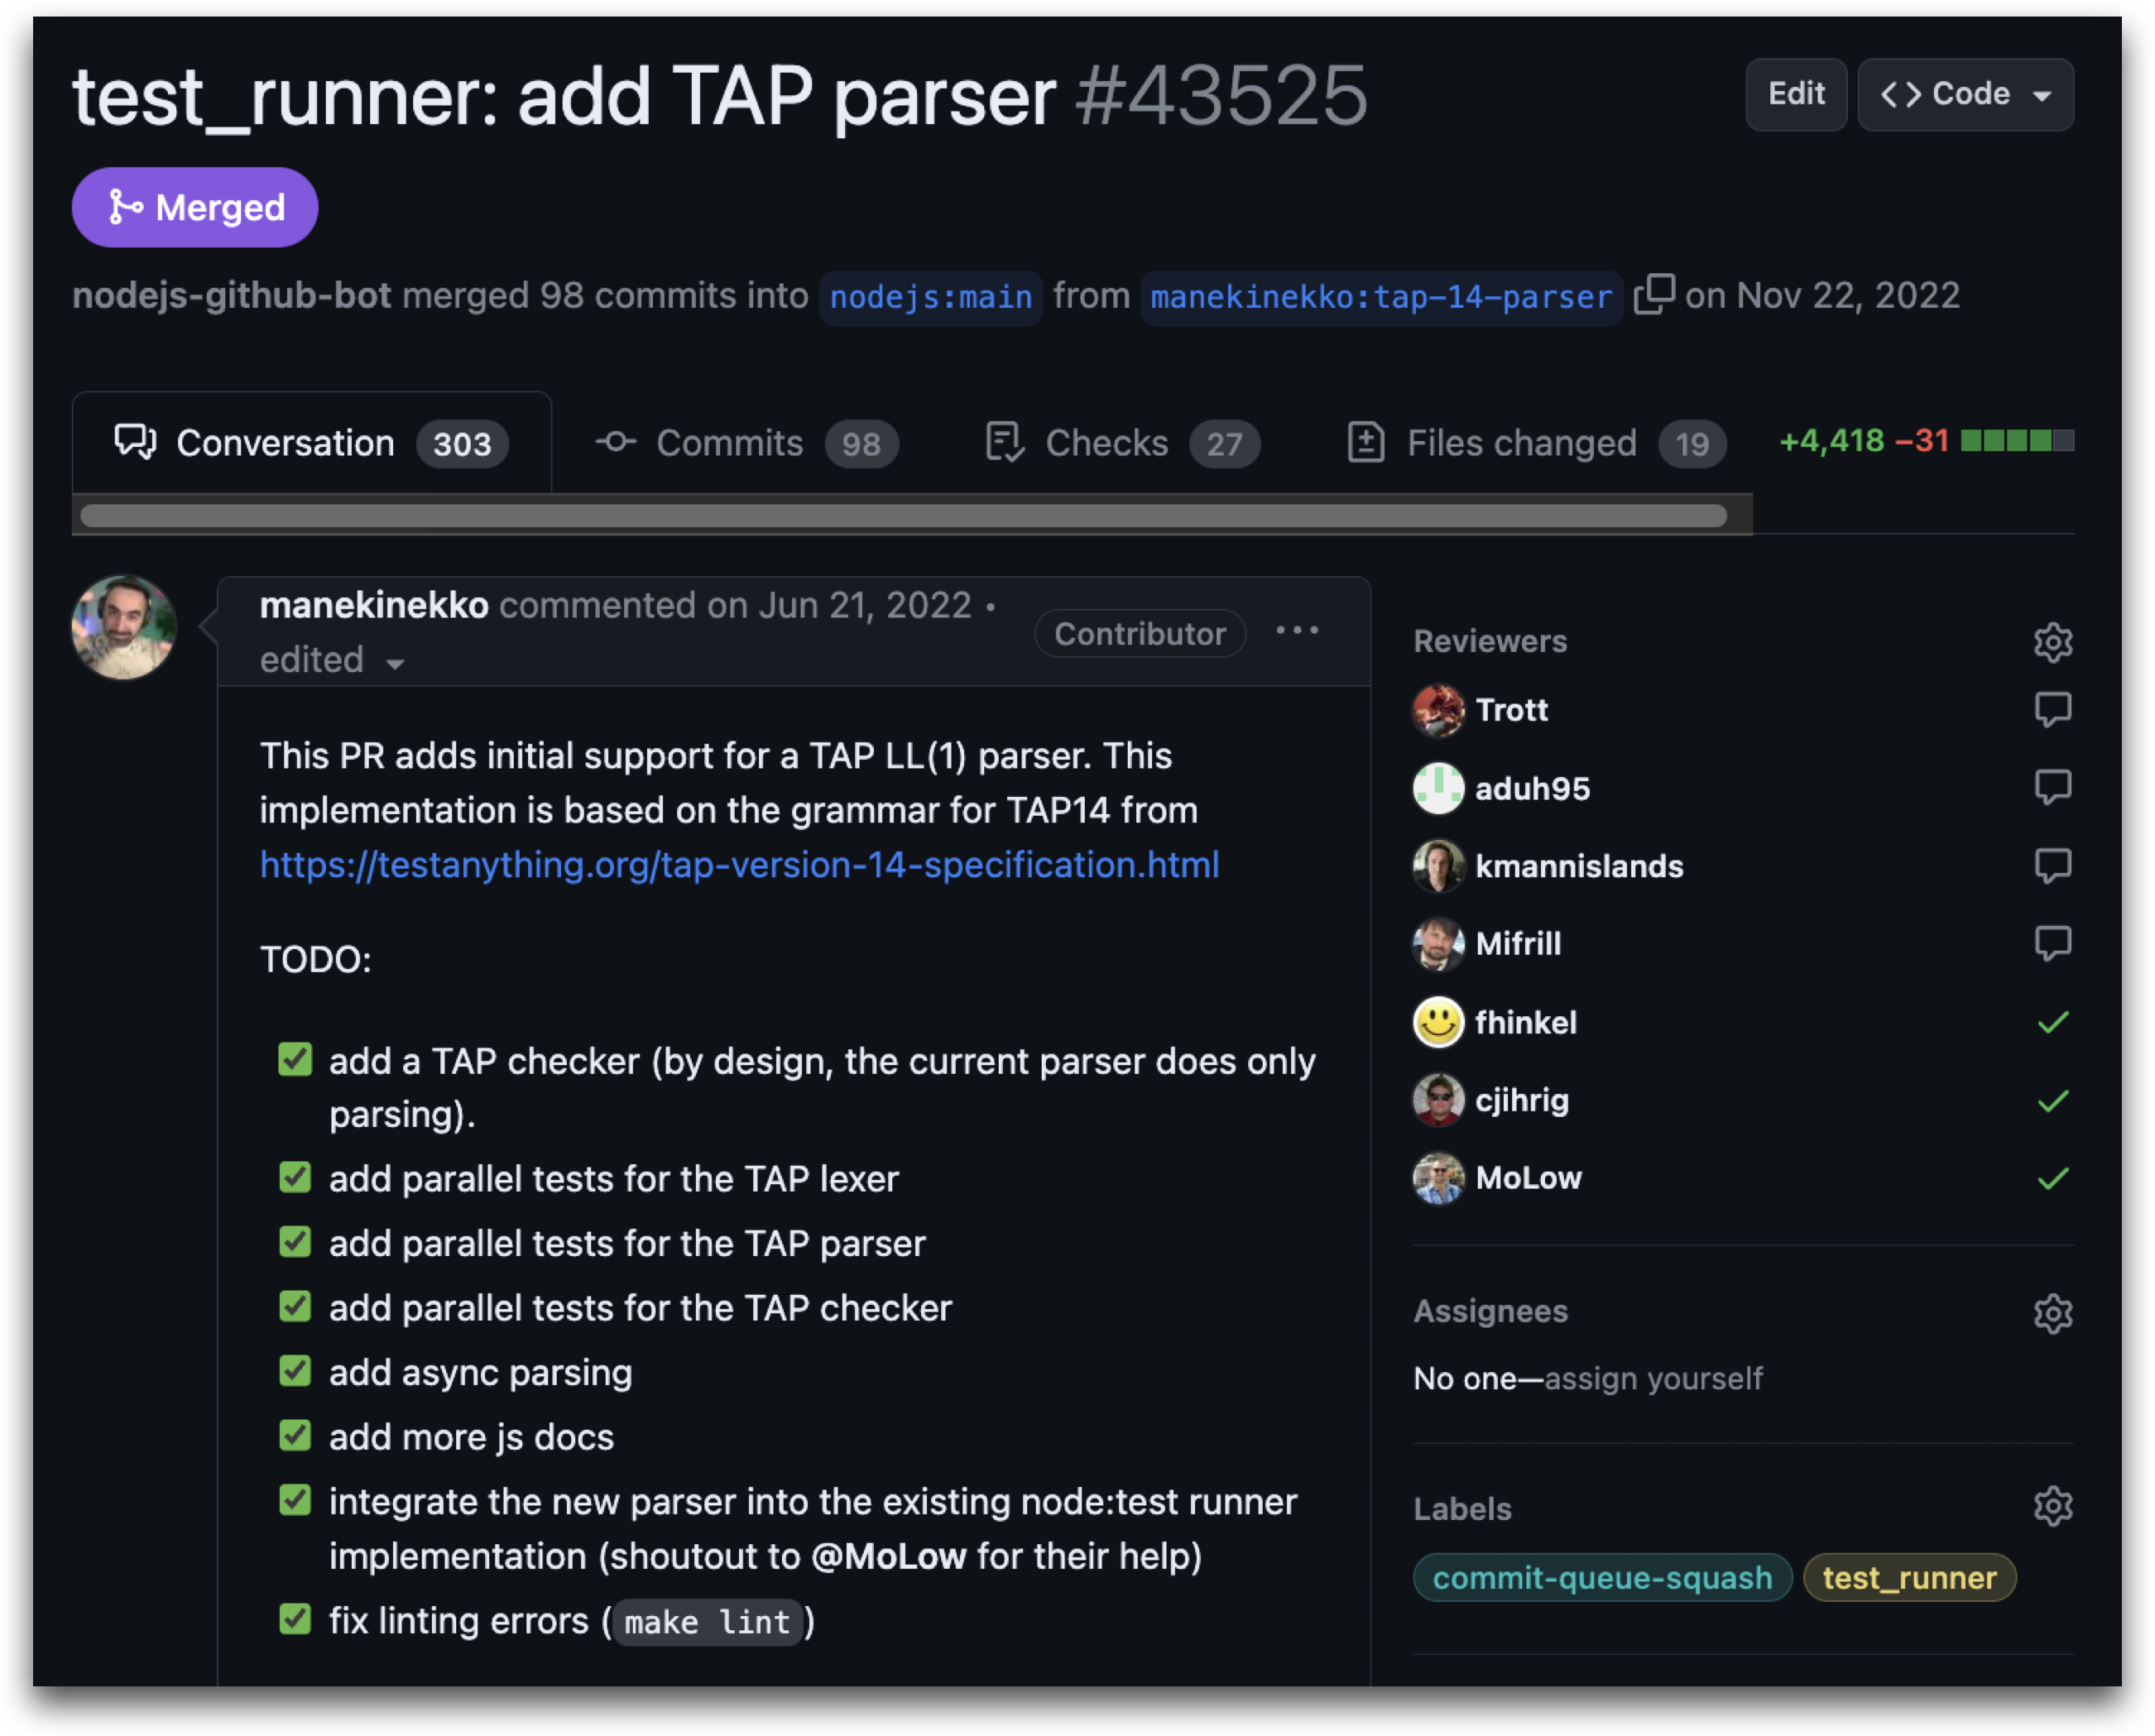 test_runner: add TAP parser #43525
Edit
Code
Merged
nodejs-github-bot merged 98 commits into nodejs:main from manekinekko:tap-14-parser on Nov 22, 2022
Conversation 303
Commits 98
Checks 27
Files changed 19
+4,418 −31
manekinekko commented on Jun 21, 2022 •
edited
Contributor
This PR adds initial support for a TAP LL(1) parser. This
implementation is based on the grammar for TAP14 from
https://testanything.org/tap-version-14-specification.html
TODO:
add a TAP checker (by design, the current parser does only
parsing).
add parallel tests for the TAP lexer
add parallel tests for the TAP parser
add parallel tests for the TAP checker
add async parsing
add more js docs
integrate the new parser into the existing node:test runner
implementation (shoutout to @MoLow for their help)
fix linting errors (make lint)
Reviewers
Trott
aduh95
kmannislands
Mifrill
fhinkel
cjihrig
MoLow
Assignees
No one—assign yourself
Labels
commit-queue-squash
test_runner